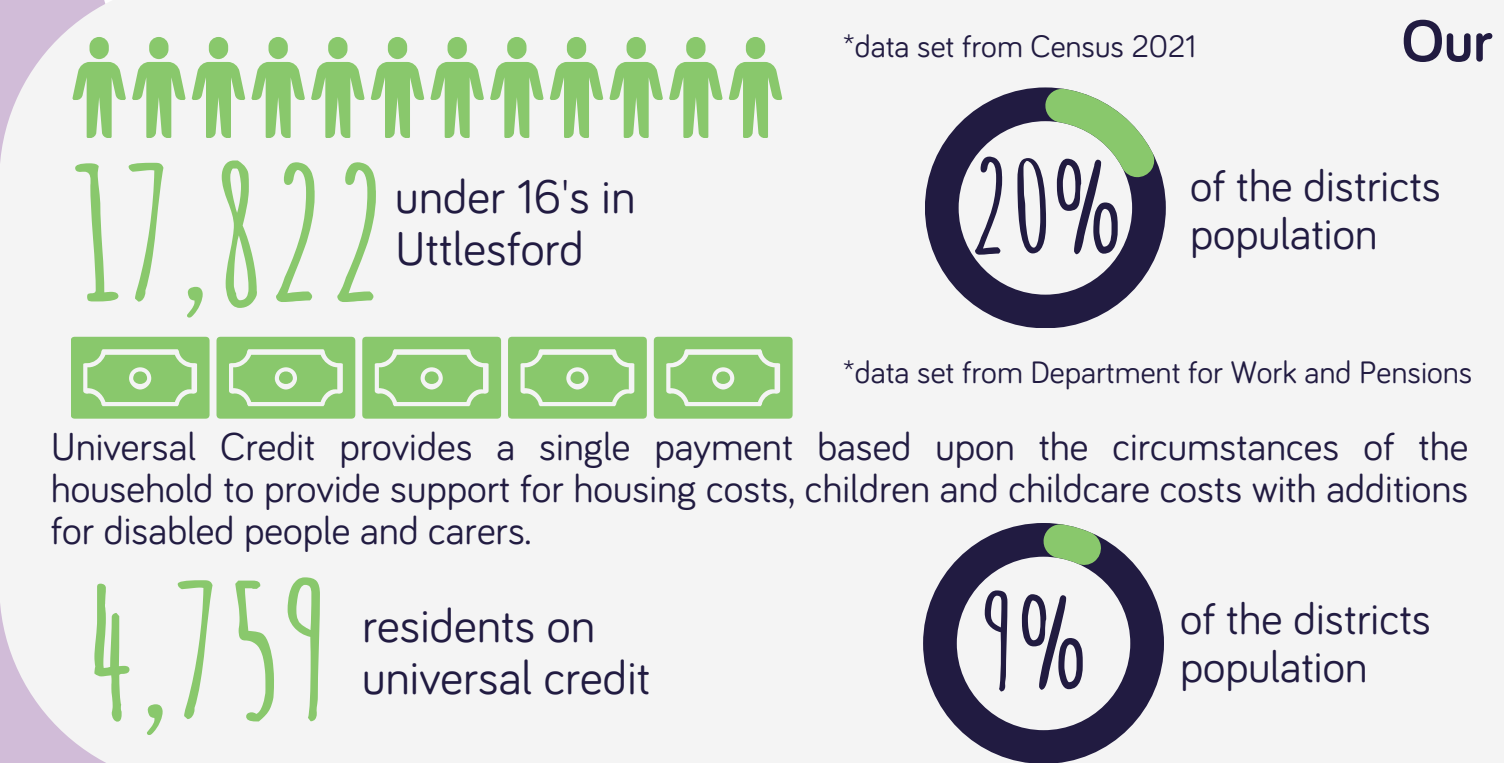 *data set from Census 2021
Our
17,822
under 16's in
Uttlesford
20%
of the districts
population
*data set from Department for Work and Pensions
Universal Credit provides a single payment based upon the circumstances of the
household to provide support for housing costs, children and childcare costs with additions
for disabled people and carers.
4,759
residents on
universal credit
9%
of the districts
population